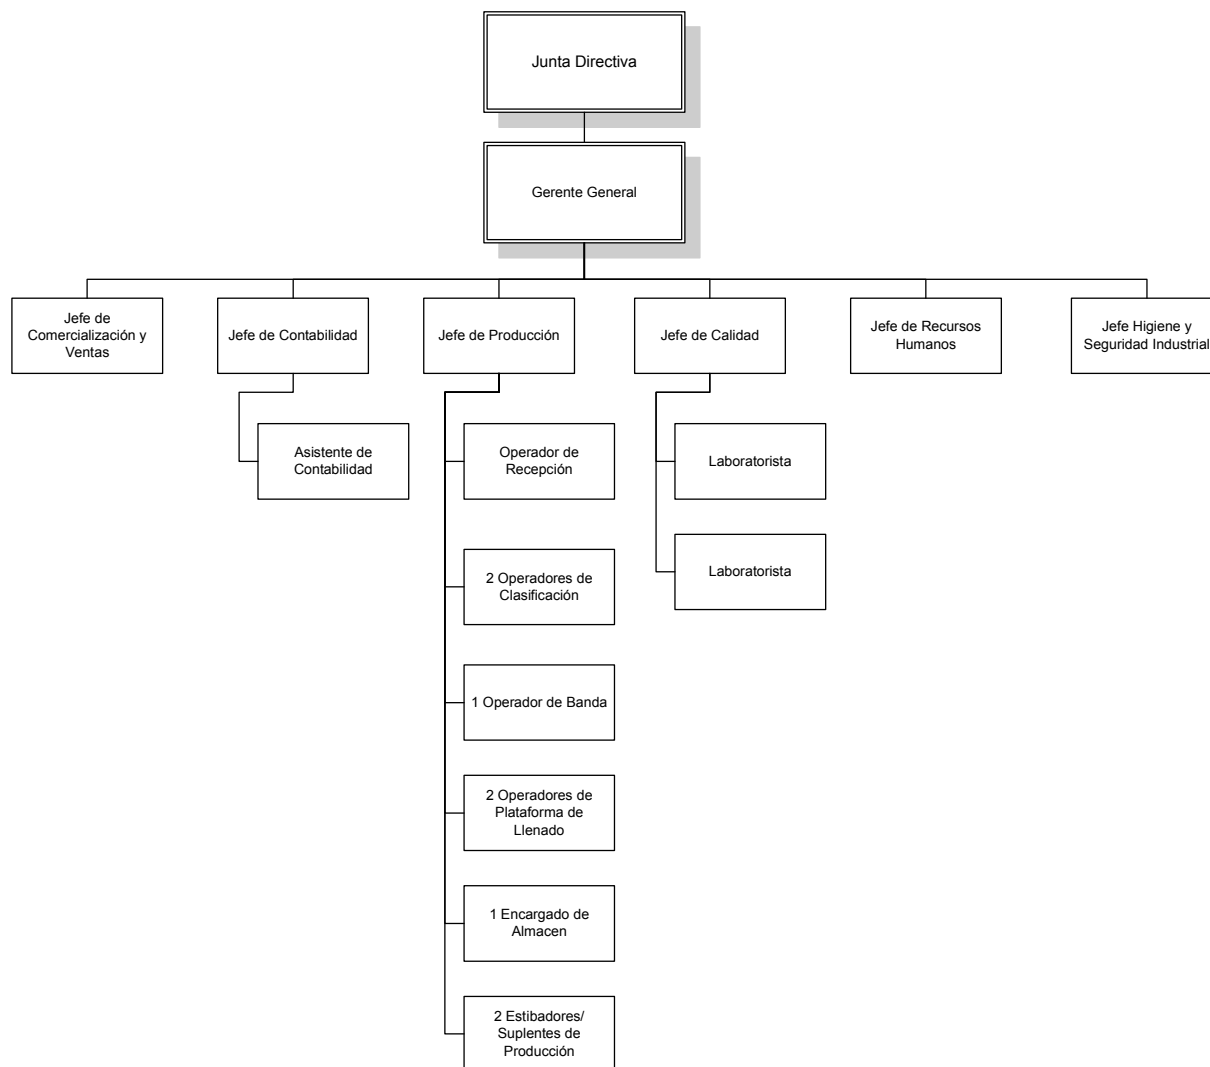 Junta Directiva
Gerente General
Jefe de
Comercialización y
Ventas
Jefe de Contabilidad
Jefe de Producción
Jefe de Calidad
Jefe de Recursos
Humanos
Jefe Higiene y
Seguridad Industrial
Asistente de
Contabilidad
Operador de
Recepción
2 Operadores de
Clasificación
1 Operador de Banda
2 Operadores de
Plataforma de
Llenado
1 Encargado de
Almacen
2 Estibadores/
Suplentes de
Producción
Laboratorista
Laboratorista